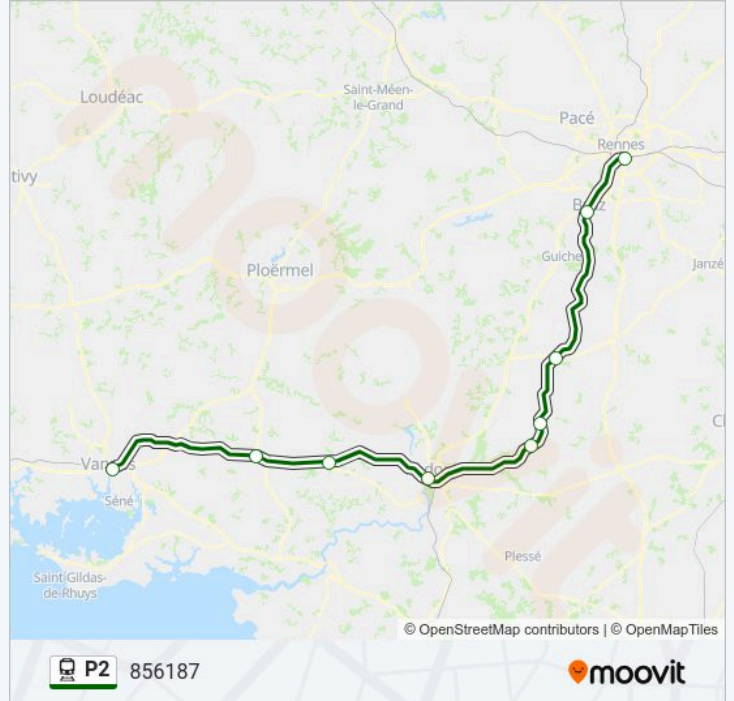 Loudéac
Saint-Méen-
le-Grand
Pacé
Rennes
tivy
Ploërmel
Guiche
Janzé
Séné
Plessé
Saint-Gildas-
de-Rhuys
© OpenStreetMap contributors | © OpenMapTiles
P2 856187 moovit